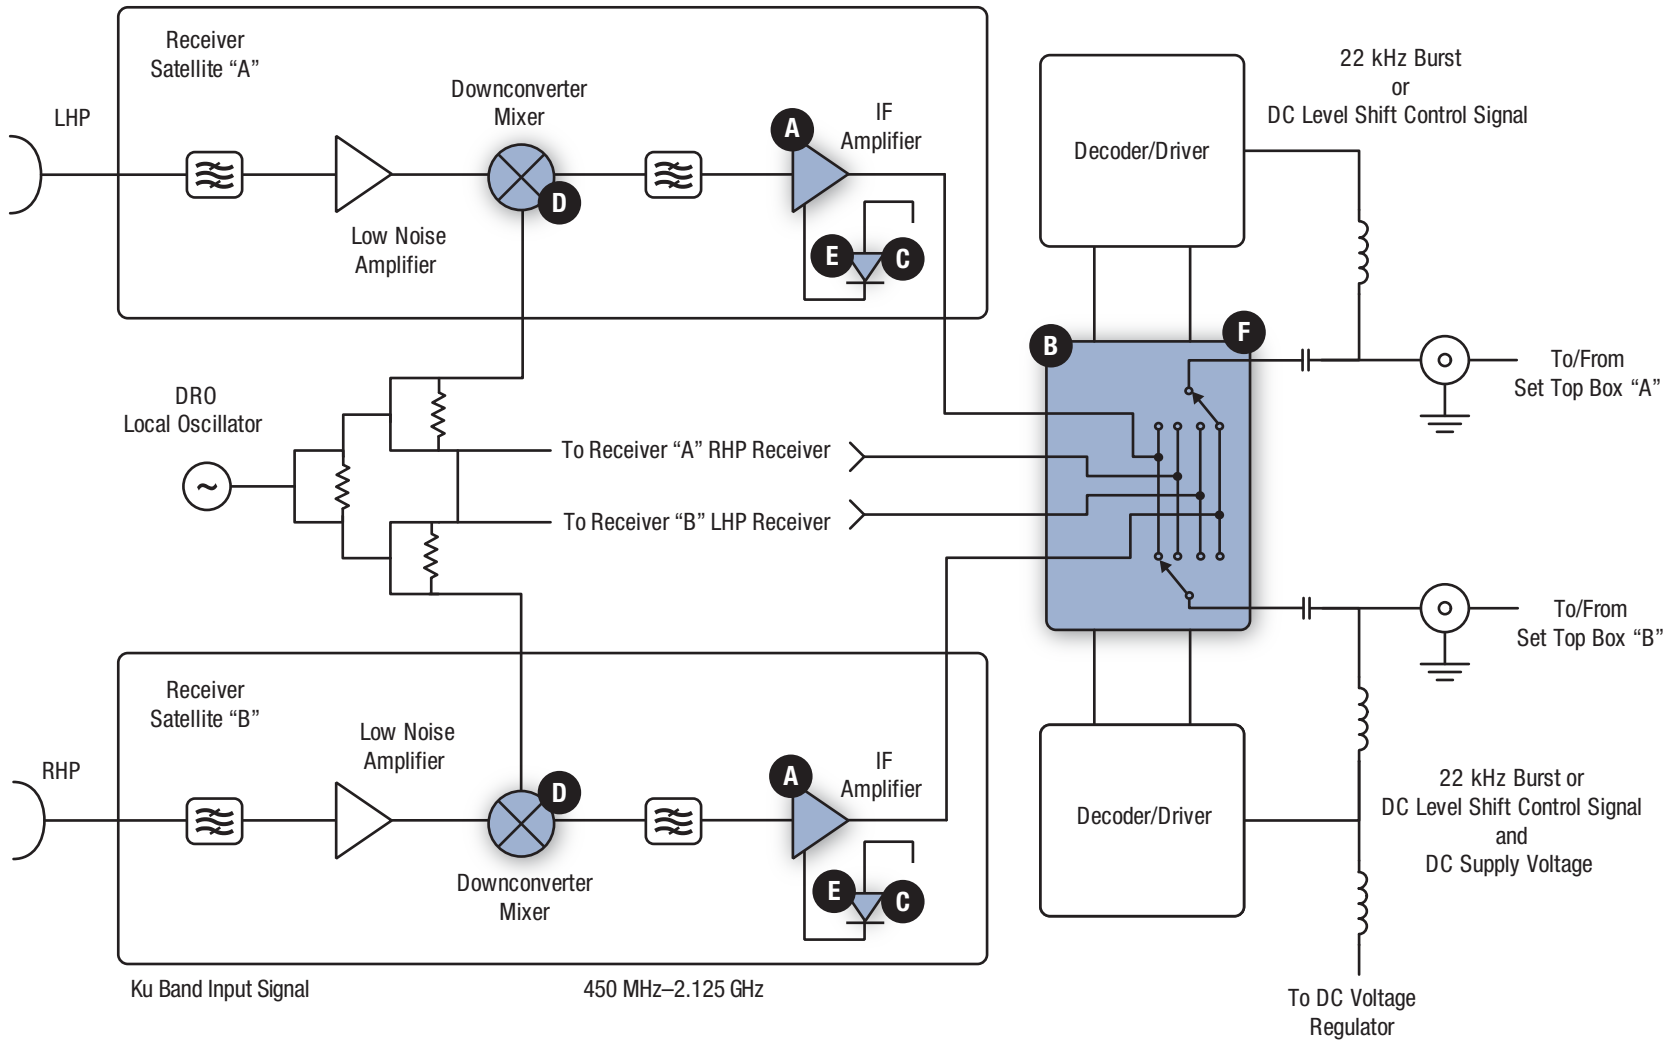 Receiver
Satellite “A”
LHP
Downconverter
Mixer
D
Low Noise
Amplifier
A
IF
Amplifier
E
C
Decoder/Driver
22 kHz Burst
or
DC Level Shift Control Signal
B
F
To/From
Set Top Box “A”
DRO
Local Oscillator
~
To Receiver “A” RHP Receiver
To Receiver “B” LHP Receiver
To/From
Set Top Box “B”
Receiver
Satellite “B”
RHP
Low Noise
Amplifier
D
Downconverter
Mixer
A
IF
Amplifier
E
C
Decoder/Driver
22 kHz Burst or
DC Level Shift Control Signal
and
DC Supply Voltage
Ku Band Input Signal
450 MHz–2.125 GHz
To DC Voltage
Regulator